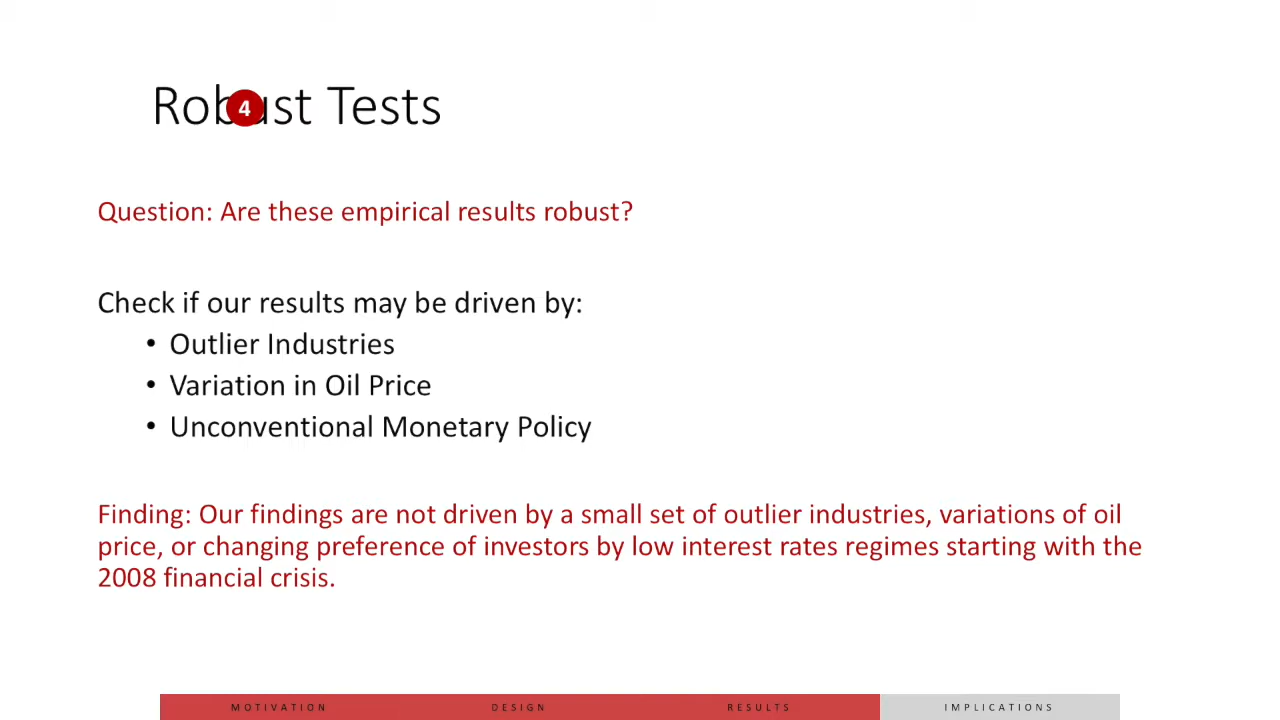 Robust Tests
4
Question: Are these empirical results robust?
Check if our results may be driven by:
• Outlier Industries
• Variation in Oil Price
• Unconventional Monetary Policy
Finding: Our findings are not driven by a small set of outlier industries, variations of oil
price, or changing preference of investors by low interest rates regimes starting with the
2008 financial crisis.
MOTIVATION DESIGN RESULTS IMPLICATIONS